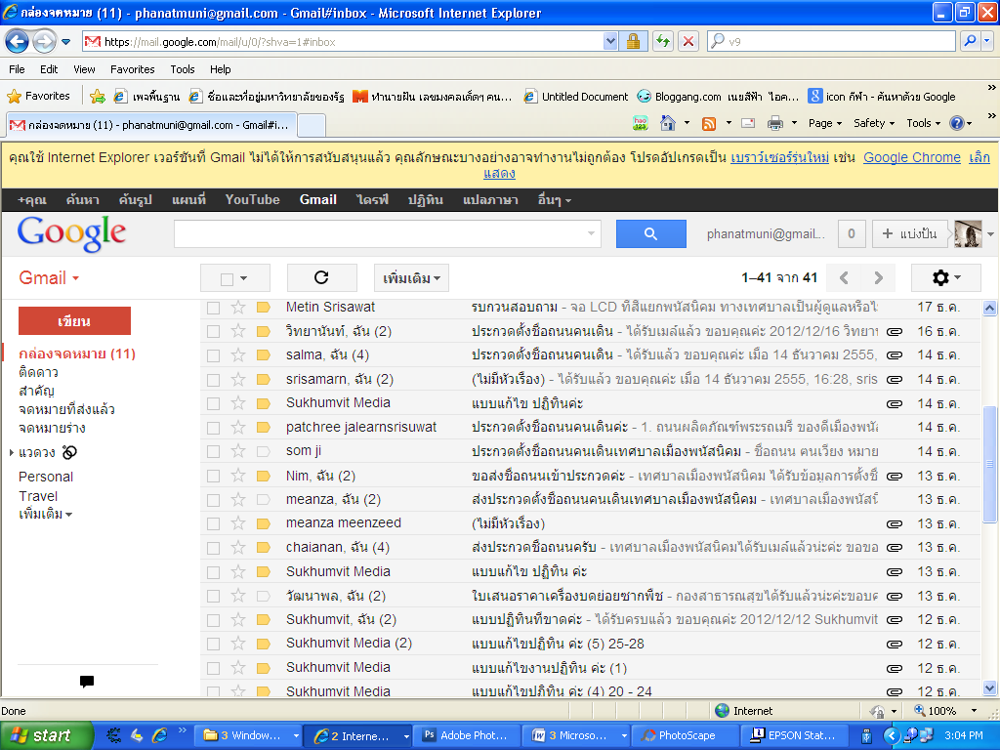 กล่องจดหมาย (11) - phanatmuni@gmail.com - Gmail#inbox - Microsoft Internet Explorer
https://mail.google.com/mail/u/0/?shva=1#inbox
v9
File Edit View Favorites Tools Help
Favorites เพจพื้นฐาน ชื่อและที่อยู่มหาวิทยาลัยของรัฐ ทำนายฝัน เลขมงคลเด็ดๆ คน... Untitled Document Bloggang.com เนยสีฟ้า ไอค... icon กีฬา - ค้นหาด้วย Google
กล่องจดหมาย (11) - phanatmuni@gmail.com - Gmail#i...
Page Safety Tools
คุณใช้ Internet Explorer เวอร์ชันที่ Gmail ไม่ได้ให้การสนับสนุนแล้ว คุณลักษณะบางอย่างอาจทำงานไม่ถูกต้อง โปรดอัปเกรดเป็น เบราว์เซอร์รุ่นใหม่ เช่น Google Chrome เลิก
แสดง
+คุณ ค้นหา ค้นรูป แผนที่ YouTube Gmail ไดรฟ์ ปฏิทิน แปลภาษา อื่นๆ
Google
phanatmuni@gmail... 0 + แบ่งปัน
Gmail
เพิ่มเติม
1–41 จาก 41
เขียน
กล่องจดหมาย (11)
ติดดาว
สำคัญ
จดหมายที่ส่งแล้ว
จดหมายร่าง
แวดวง
Personal
Travel
เพิ่มเติม
Metin Srisawat รบกวนสอบถาม - จอ LCD ที่สี่แยกพนัสนิคม ทางเทศบาลเป็นผู้ดูแลหรือไ 17 ธ.ค.
วิทยานันท์, ฉัน (2) ประกวดตั้งชื่อถนนคนเดิน - ได้รับเมล์แล้ว ขอบคุณค่ะ 2012/12/16 วิทยา 16 ธ.ค.
salma, ฉัน (4) ประกวดตั้งชื่อถนนคนเดิน - ได้รับแล้ว ขอบคุณค่ะ เมื่อ 14 ธันวาคม 2555, 14 ธ.ค.
srisamarn, ฉัน (2) (ไม่มีหัวเรื่อง) - ได้รับแล้ว ขอบคุณค่ะ เมื่อ 14 ธันวาคม 2555, 16:28, sris 14 ธ.ค.
Sukhumvit Media แบบแก้ไข ปฏิทินค่ะ 14 ธ.ค.
patchree jalearnsrisuwat ประกวดตั้งชื่อถนนคนเดินค่ะ - 1. ถนนผลิตภัณฑ์พระรถเมรี ของดีเมืองพนั 14 ธ.ค.
som ji ประกวดตั้งชื่อถนนคนเดินเทศบาลเมืองพนัสนิคม - ชื่อถนน คนเวียง หมาย 14 ธ.ค.
Nim, ฉัน (2) ขอส่งชื่อถนนเข้าประกวดค่ะ - เทศบาลเมืองพนัสนิคม ได้รับข้อมูลการตั้งชื่ 13 ธ.ค.
meanza, ฉัน (2) ส่งประกวดตั้งชื่อถนนคนเดินเทศบาลเมืองพนัสนิคม - เทศบาลเมืองพนัสนิ 13 ธ.ค.
meanza meenzeed (ไม่มีหัวเรื่อง) 13 ธ.ค.
chaianan, ฉัน (4) ส่งประกวดตั้งชื่อถนนครับ - เทศบาลเมืองพนัสนิคมได้รับเมล์แล้วน่ะค่ะ ขอขอ 13 ธ.ค.
Sukhumvit Media แบบแก้ไข ปฏิทิน ค่ะ 13 ธ.ค.
วัฒนาพล, ฉัน (2) ใบเสนอราคาเครื่องบดย่อยซากพืช - กองสาธารณสุขได้รับแล้วน่ะค่ะขอบค 13 ธ.ค.
Sukhumvit, ฉัน (2) แบบปฏิทินที่ขาดค่ะ - ได้รับครบแล้ว ขอบคุณค่ะ 2012/12/12 Sukhumvit 12 ธ.ค.
Sukhumvit Media (2) แบบแก้ไขปฏิทิน ค่ะ (5) 25-28 12 ธ.ค.
Sukhumvit Media แบบแก้ไขงานปฏิทิน ค่ะ (1) 12 ธ.ค.
Sukhumvit Media แบบแก้ไขปฏิทิน ค่ะ (4) 20 - 24 12 ธ.ค.
Done Internet 100%
start 3 Window... 2 Interne... Adobe Phot... 3 Microso... PhotoScape EPSON Stat... 3:04 PM